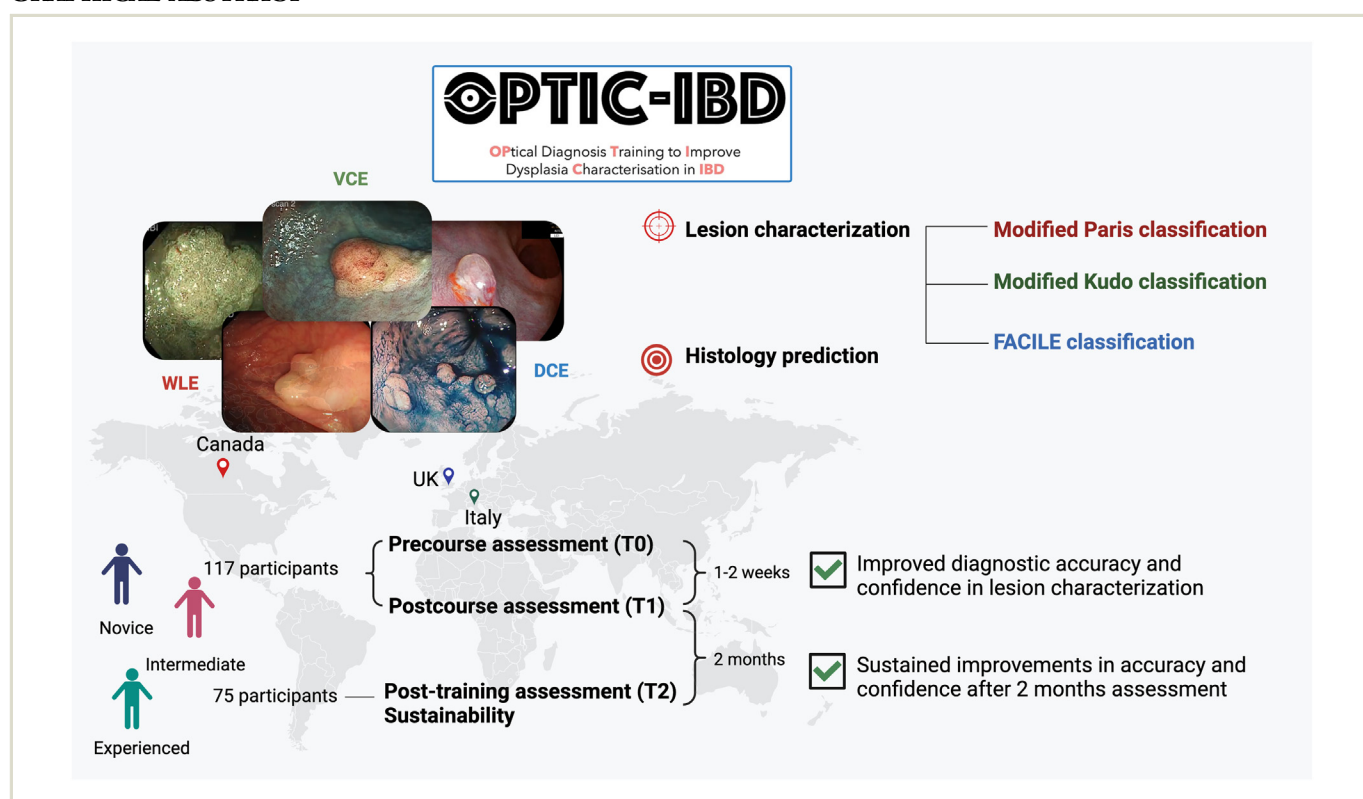 OPTIC-IBD
OPtical Diagnosis Training to Improve
Dysplasia Characterisation in IBD
VCE
WLE
DCE
Lesion characterization
Modified Paris classification
Modified Kudo classification
FACILE classification
Histology prediction
Canada
UK
Italy
Novice
Intermediate
Experienced
117 participants
Precourse assessment (T0)
Postcourse assessment (T1)
1-2 weeks
Improved diagnostic accuracy and
confidence in lesion characterization
75 participants
Post-training assessment (T2)
Sustainability
2 months
Sustained improvements in accuracy and
confidence after 2 months assessment